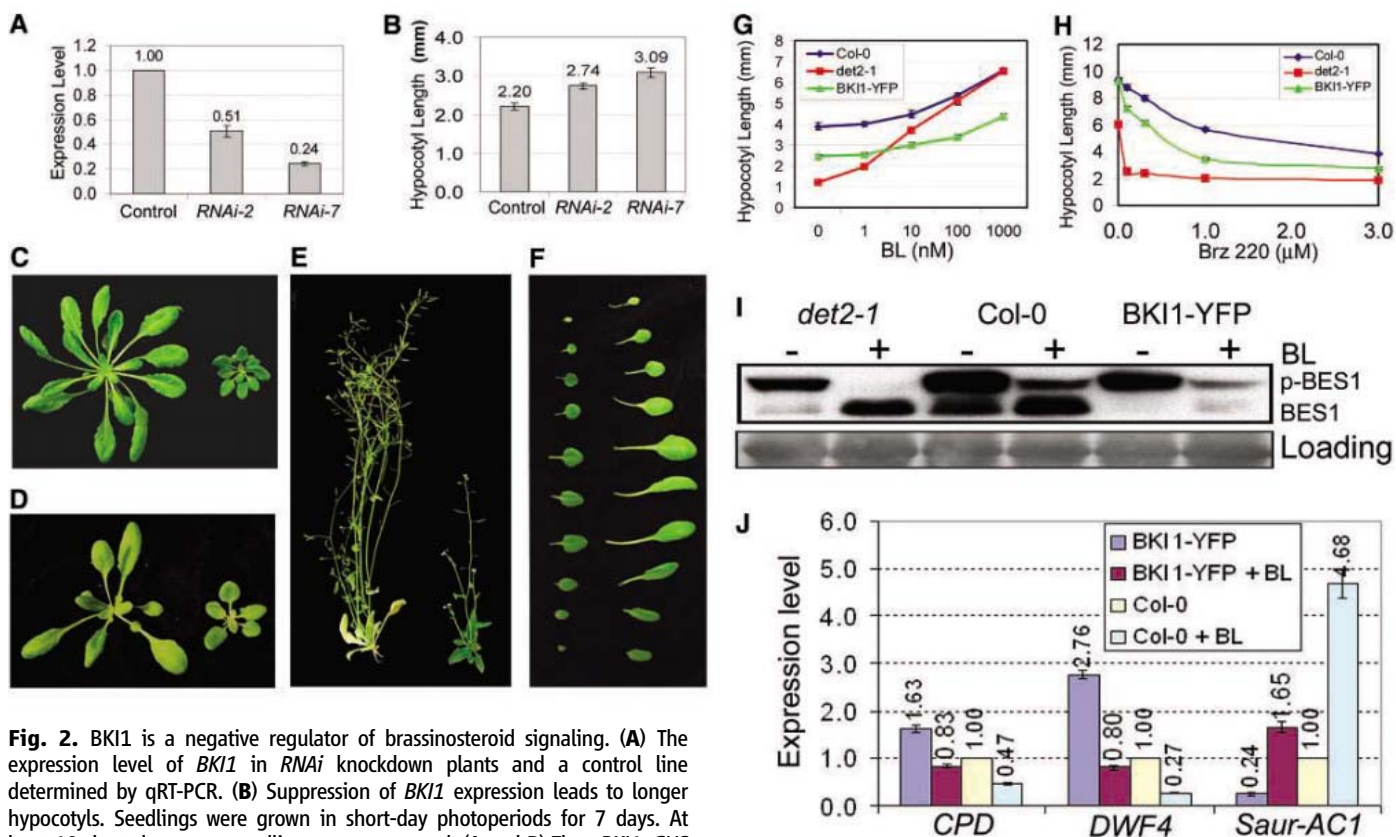 A
Expression Level
1.2
1.0
0.8
0.6
0.4
0.2
0.0
1.00
0.51
0.24
Control RNAi-2 RNAi-7
B
Hypocotyl Length (mm)
4.0
3.0
2.0
1.0
0.0
2.20
2.74
3.09
Control RNAi-2 RNAi-7
C
D
E
F
G
Hypocotyl Length (mm)
8
7
6
5
4
3
2
1
0
Col-0
det2-1
BKI1-YFP
0 1 10 100 1000
BL (nM)
H
Hypocotyl Length (mm)
12
10
8
6
4
2
0
Col-0
det2-1
BKI1-YFP
0.0 1.0 2.0 3.0
Brz 220 (μM)
I
det2-1 Col-0 BKI1-YFP
- + - + - + BL
p-BES1
BES1
Loading
J
Expression level
6.0
5.0
4.0
3.0
2.0
1.0
0.0
BKI1-YFP
BKI1-YFP + BL
Col-0
Col-0 + BL
1.63
0.83
1.00
0.47
2.76
0.80
1.00
0.27
0.24
1.65
1.00
4.68
CPD DWF4 Saur-AC1
Fig. 2. BKI1 is a negative regulator of brassinosteroid signaling. (A) The
expression level of BKI1 in RNAi knockdown plants and a control line
determined by qRT-PCR. (B) Suppression of BKI1 expression leads to longer
hypocotyls. Seedlings were grown in short-day photoperiods for 7 days. At